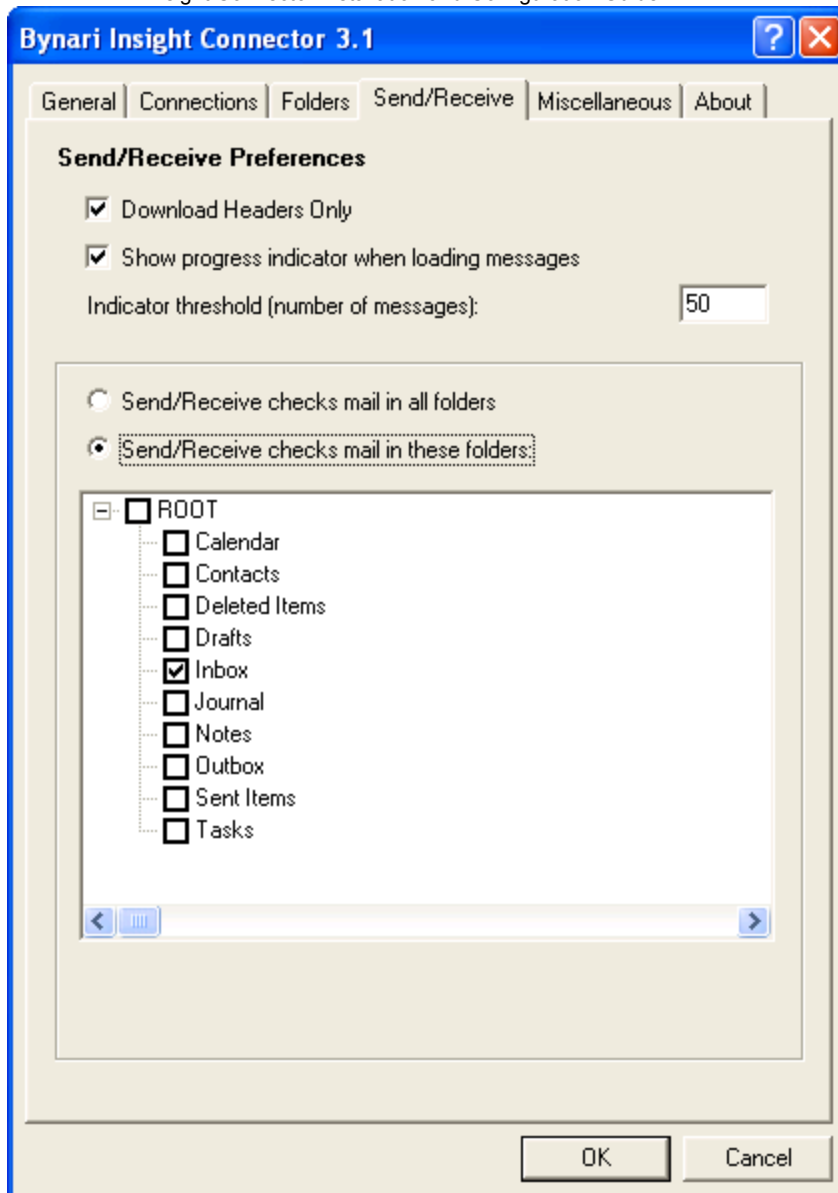 Bynari Insight Connector 3.1
General Connections Folders Send/Receive Miscellaneous About
Send/Receive Preferences
Download Headers Only
Show progress indicator when loading messages
Indicator threshold (number of messages): 50
Send/Receive checks mail in all folders
Send/Receive checks mail in these folders:
ROOT
Calendar
Contacts
Deleted Items
Drafts
Inbox
Journal
Notes
Outbox
Sent Items
Tasks
OK Cancel